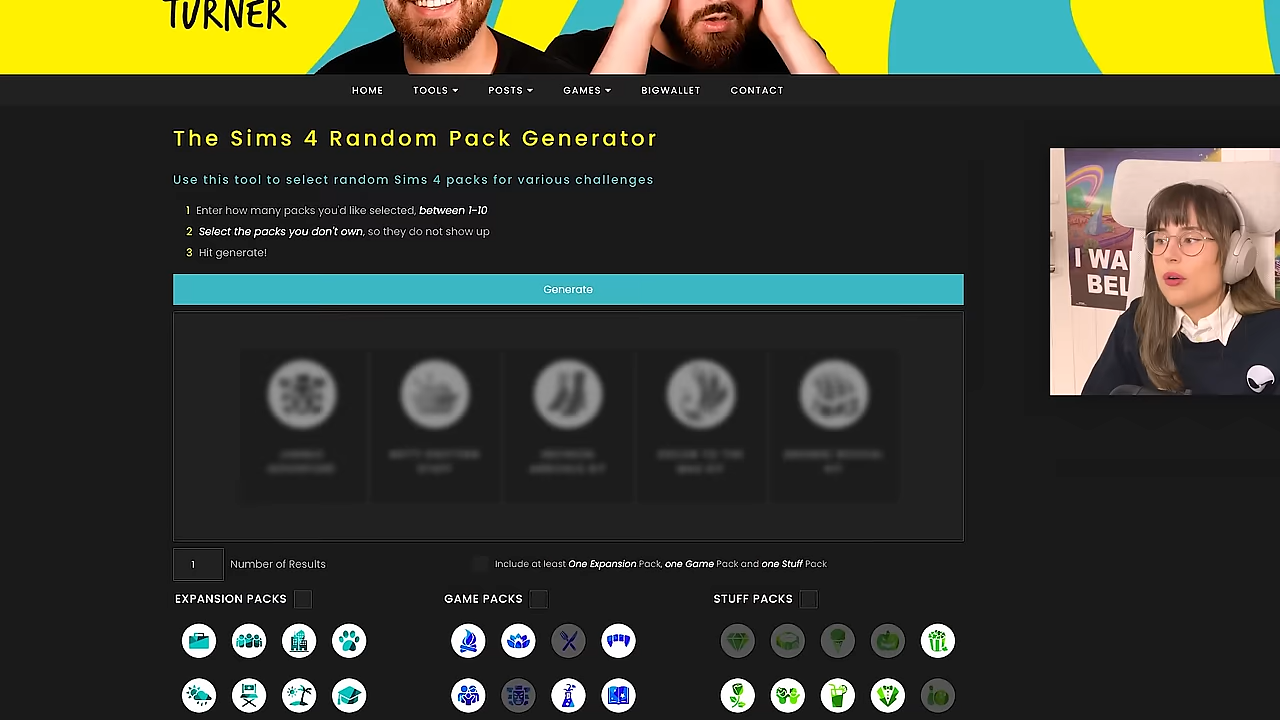 TURNER
HOME TOOLS POSTS GAMES BIGWALLET CONTACT
The Sims 4 Random Pack Generator
Use this tool to select random Sims 4 packs for various challenges
1 Enter how many packs you'd like selected, between 1-10
2 Select the packs you don't own, so they do not show up
3 Hit generate!
Generate
I WA
BEL
1 Number of Results
Include at least One Expansion Pack, one Game Pack and one Stuff Pack
EXPANSION PACKS GAME PACKS STUFF PACKS